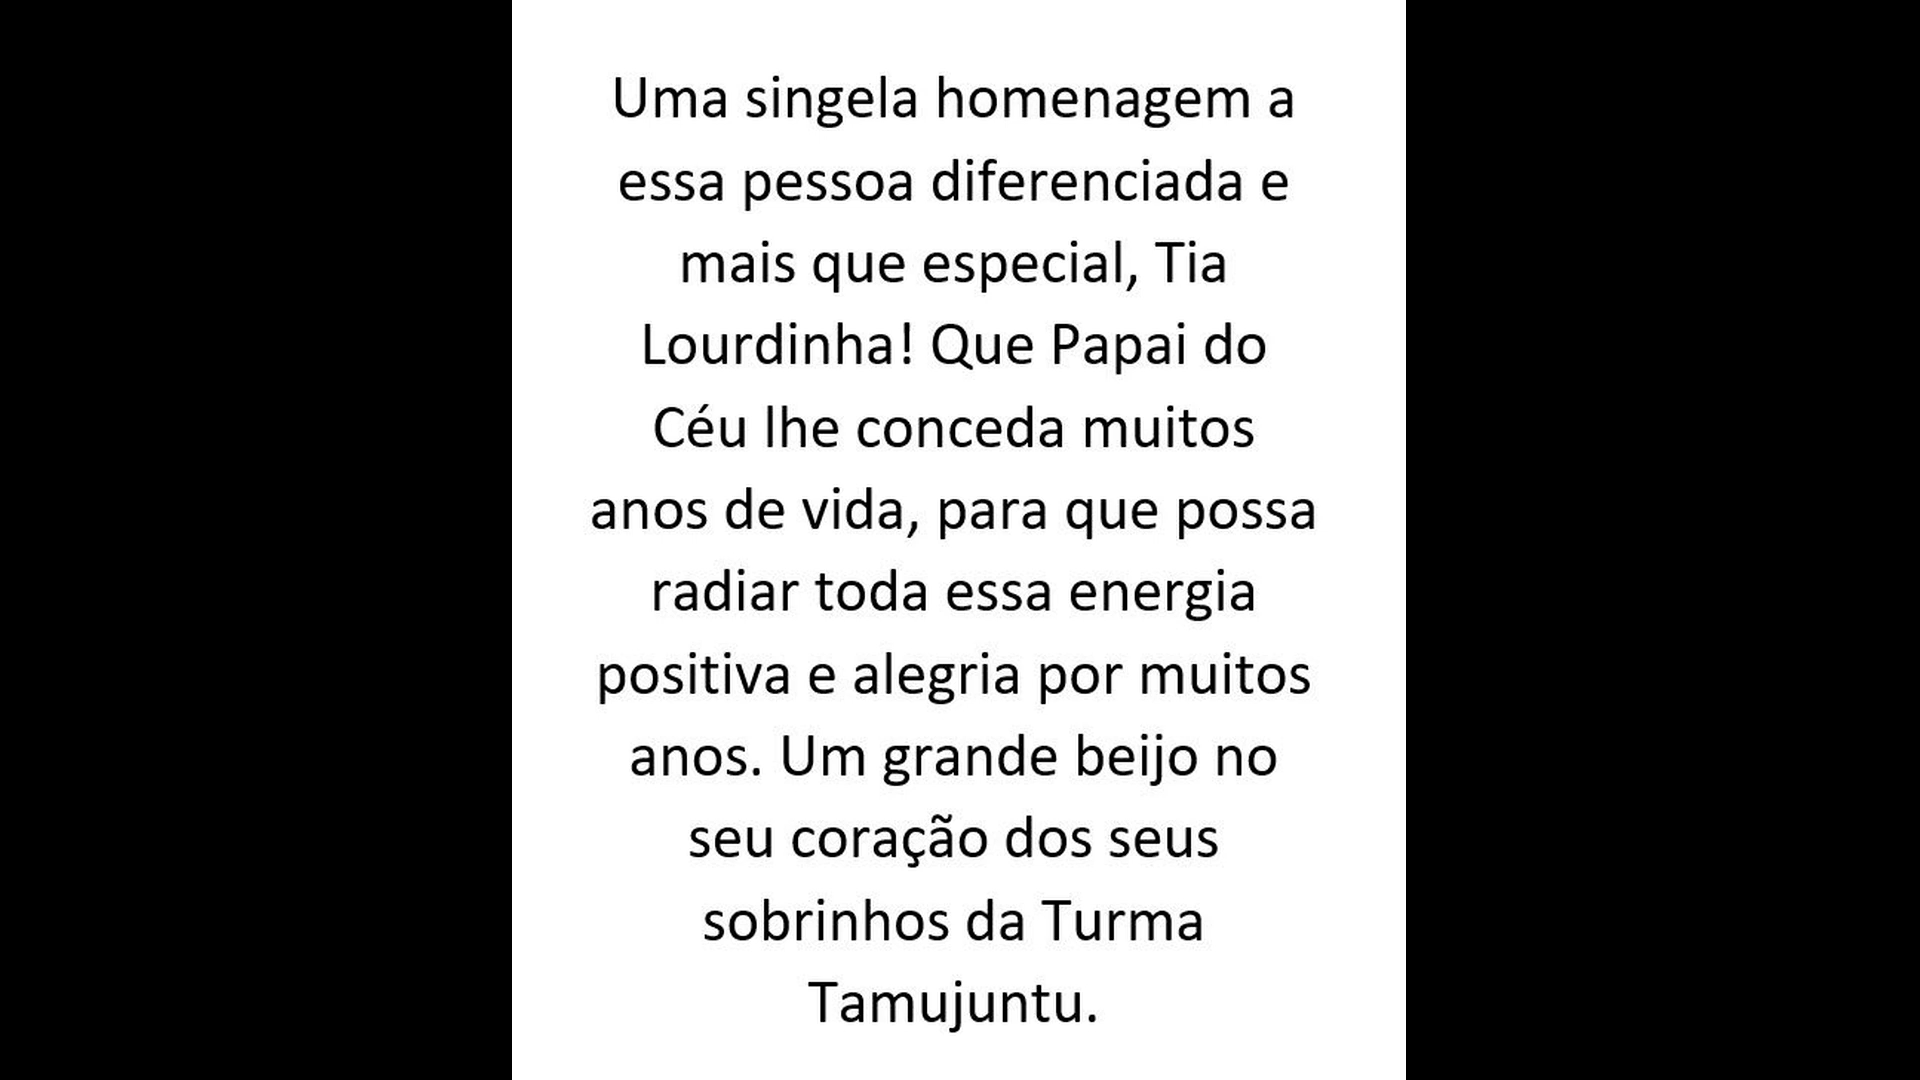 Uma singela homenagem a
essa pessoa diferenciada e
mais que especial, Tia
Lourdinha! Que Papai do
Céu lhe conceda muitos
anos de vida, para que possa
radiar toda essa energia
positiva e alegria por muitos
anos. Um grande beijo no
seu coração dos seus
sobrinhos da Turma
Tamujuntu.